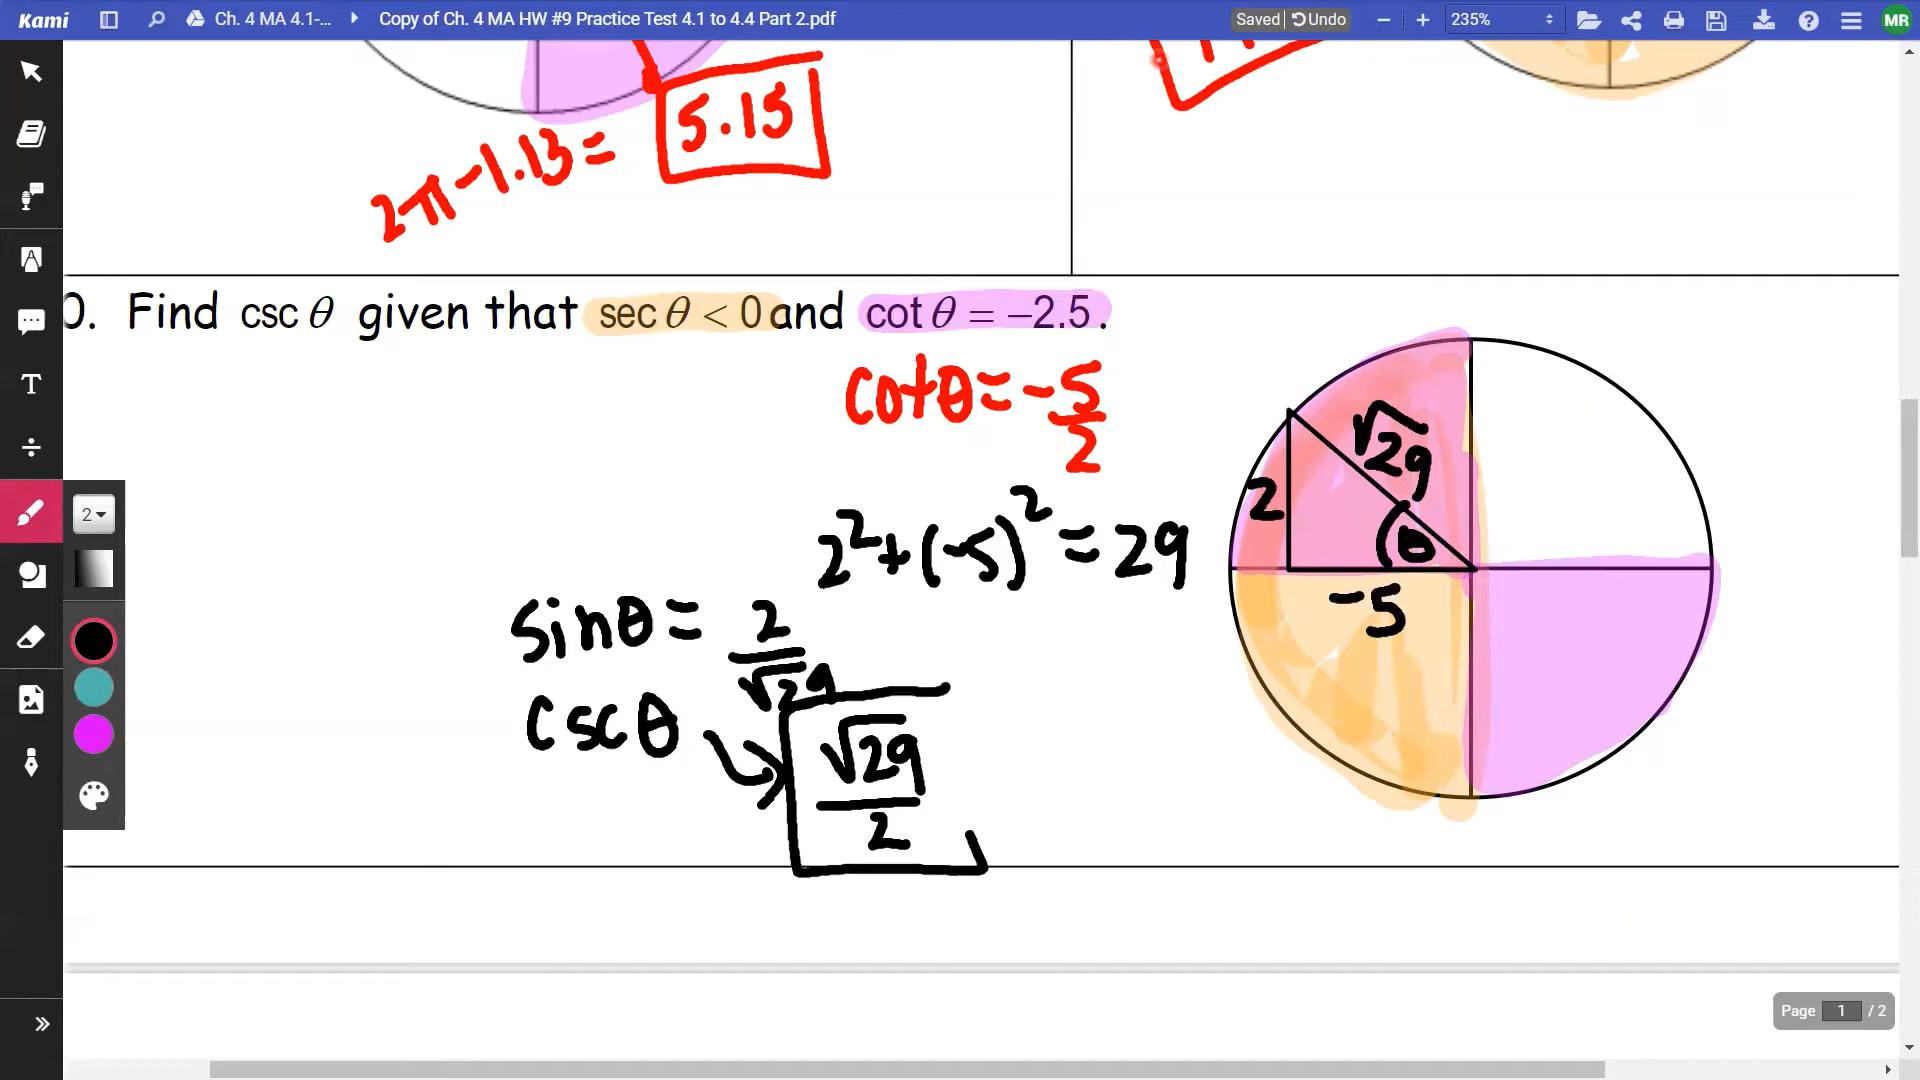 Kami
Ch. 4 MA 4.1-...
Copy of Ch. 4 MA HW #9 Practice Test 4.1 to 4.4 Part 2.pdf
Saved | Undo
235%
MR
5.15
2π-1.13=
0. Find csc θ given that sec θ < 0 and cot θ = −2.5.
cotθ=-5/2
2²+(-5)²=29
sinθ= 2/√29
cscθ
√29/2
√29
2
θ
-5
2
Page 1 / 2